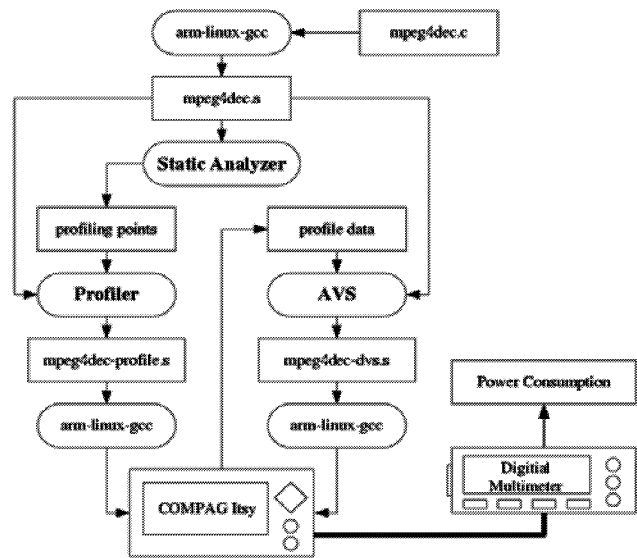 arm-linux-gcc
mpeg4dec.c
mpeg4dec.s
Static Analyzer
profiling points
profile data
Profiler
AVS
mpeg4dec-profile.s
mpeg4dec-dvs.s
Power Consumption
arm-linux-gcc
arm-linux-gcc
Digitial
Multimeter
COMPAG Itsy